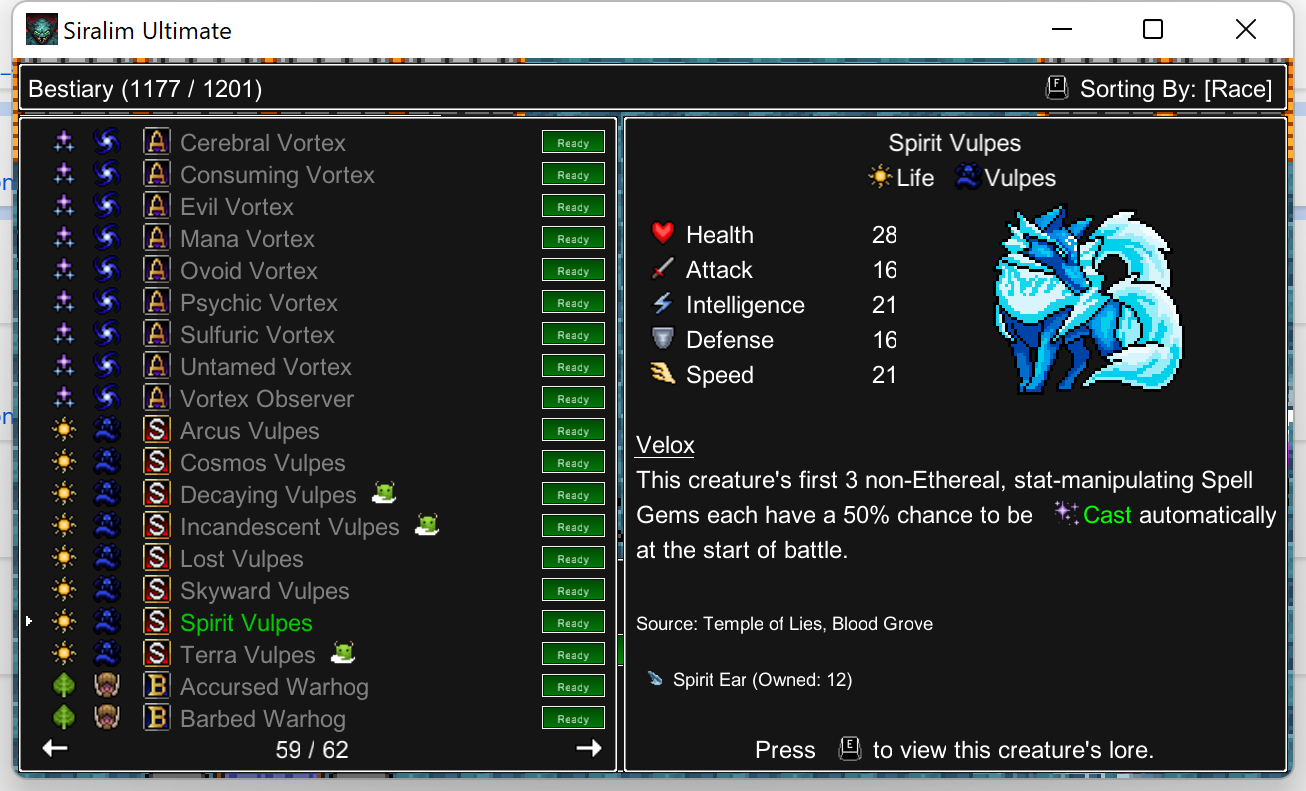 Siralim Ultimate
Bestiary (1177 / 1201)
F Sorting By: [Race]
A Cerebral Vortex Ready
A Consuming Vortex Ready
A Evil Vortex Ready
A Mana Vortex Ready
A Ovoid Vortex Ready
A Psychic Vortex Ready
A Sulfuric Vortex Ready
A Untamed Vortex Ready
A Vortex Observer Ready
S Arcus Vulpes Ready
S Cosmos Vulpes Ready
S Decaying Vulpes Ready
S Incandescent Vulpes Ready
S Lost Vulpes Ready
S Skyward Vulpes Ready
S Spirit Vulpes Ready
S Terra Vulpes Ready
B Accursed Warhog Ready
B Barbed Warhog Ready
59 / 62
Spirit Vulpes
Life Vulpes
Health 28
Attack 16
Intelligence 21
Defense 16
Speed 21
Velox
This creature's first 3 non-Ethereal, stat-manipulating Spell
Gems each have a 50% chance to be Cast automatically
at the start of battle.
Source: Temple of Lies, Blood Grove
Spirit Ear (Owned: 12)
Press E to view this creature's lore.